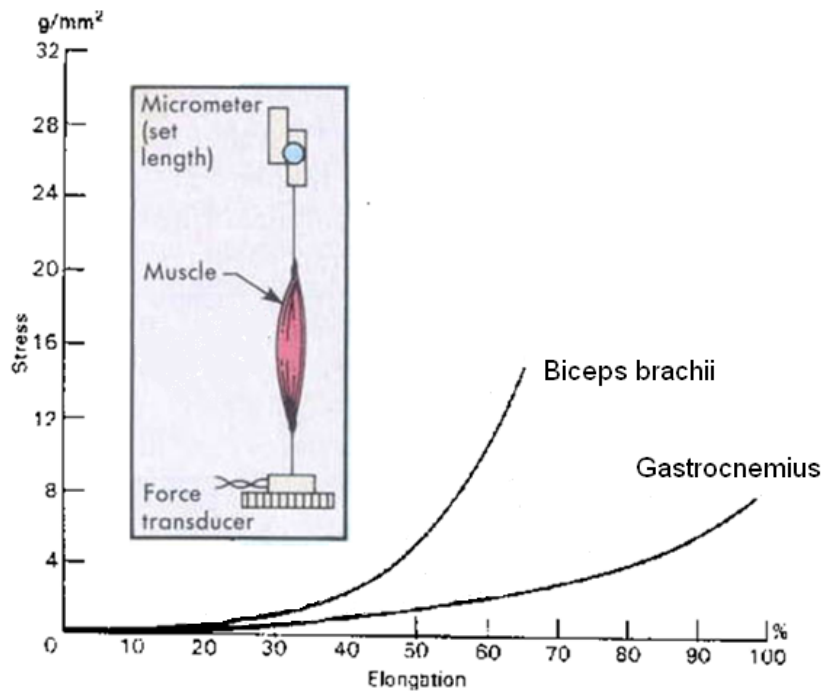 g/mm²
32
28
24
20
16
12
8
4
0
Stress
Micrometer
(set
length)
Muscle
Force
transducer
Biceps brachii
Gastrocnemius
10 20 30 40 50 60 70 80 90 100 %
Elongation